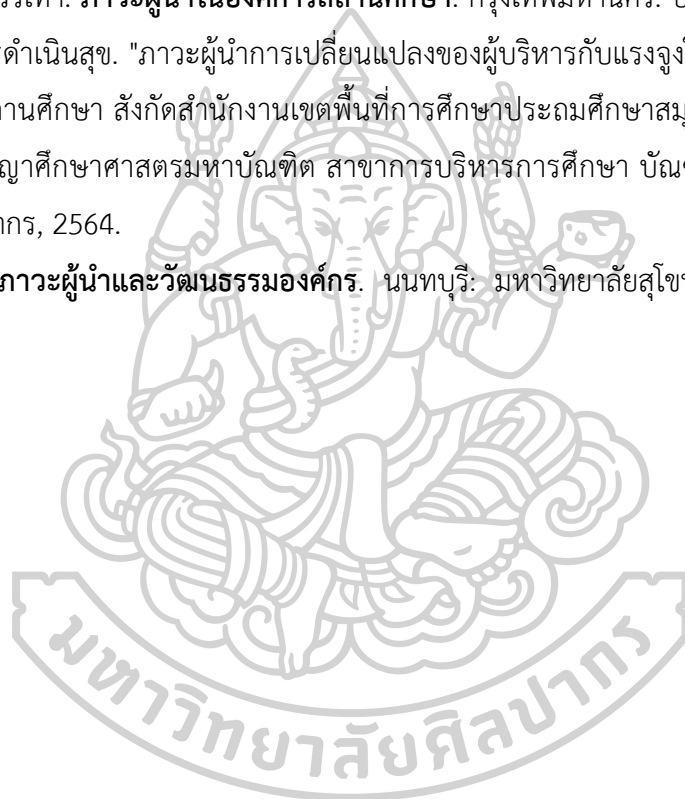 ภาวะผู้นำในองค์การสถานศึกษา. กรุงเทพมหานคร:
รดำเนินสุข. "ภาวะผู้นำการเปลี่ยนแปลงของผู้บริหารกับแรงจูงใ
านศึกษา สังกัดสำนักงานเขตพื้นที่การศึกษาประถมศึกษาสมุ
ญาศึกษาศาสตรมหาบัณฑิต สาขาการบริหารการศึกษา บัณฑ
ากร, 2564.
ภาวะผู้นำและวัฒนธรรมองค์กร. นนทบุรี: มหาวิทยาลัยสุโข
มหาวิทยาลัยศิลปากร